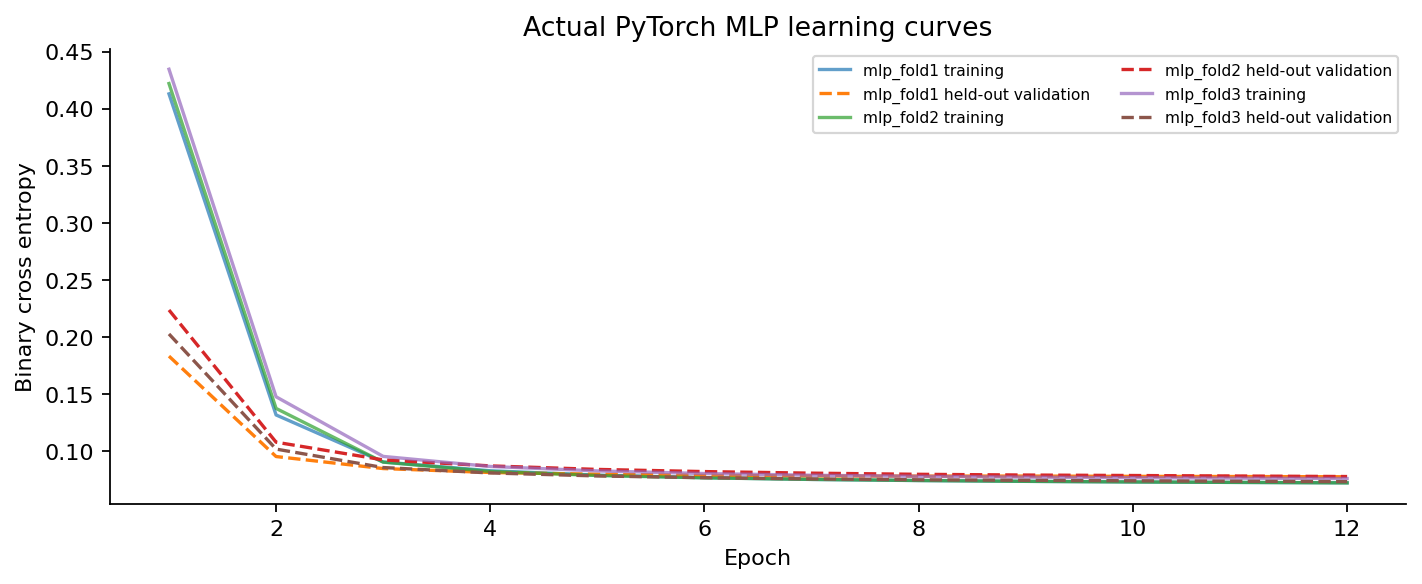 Actual PyTorch MLP learning curves
mlp_fold1 training
mlp_fold1 held-out validation
mlp_fold2 training
mlp_fold2 held-out validation
mlp_fold3 training
mlp_fold3 held-out validation
Binary cross entropy
0.45
0.40
0.35
0.30
0.25
0.20
0.15
0.10
2
4
6
8
10
12
Epoch